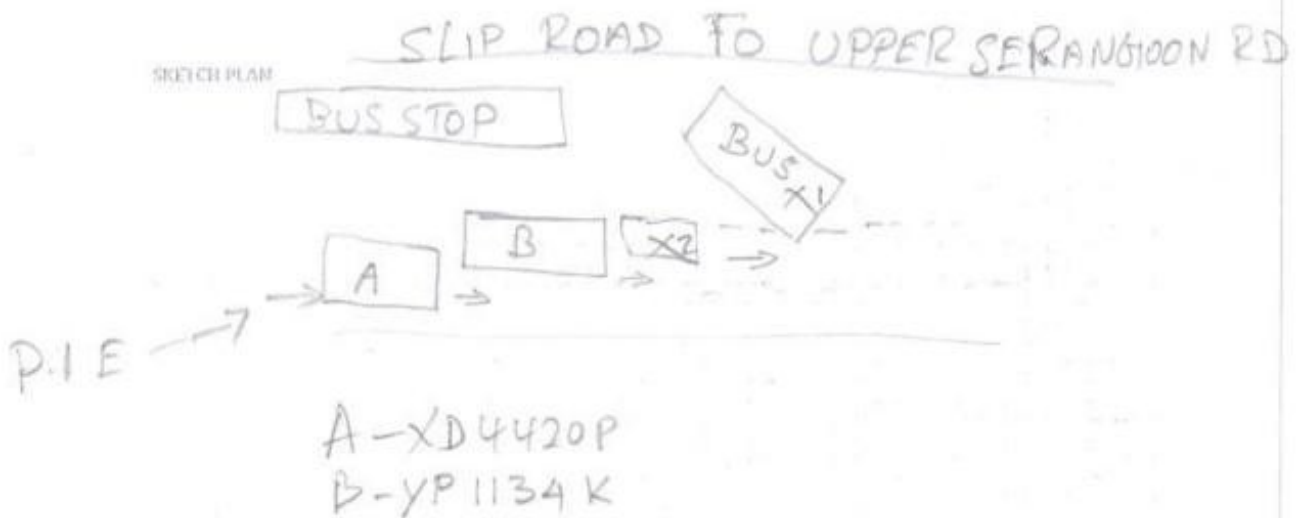 SLIP ROAD TO UPPER SERANGOON RD
SKETCH PLAN
BUS STOP
BUS
X1
A
B
X2
P.I E
A-XD4420P
B-YP1134K